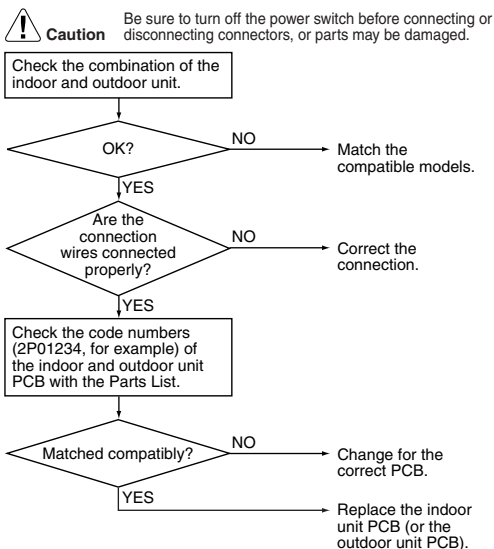 Caution
Be sure to turn off the power switch before connecting or
disconnecting connectors, or parts may be damaged.
Check the combination of the
indoor and outdoor unit.
OK?
NO
Match the
compatible models.
YES
Are the
connection
wires connected
properly?
NO
Correct the
connection.
YES
Check the code numbers
(2P01234, for example) of
the indoor and outdoor unit
PCB with the Parts List.
Matched compatibly?
NO
Change for the
correct PCB.
YES
Replace the indoor
unit PCB (or the
outdoor unit PCB).